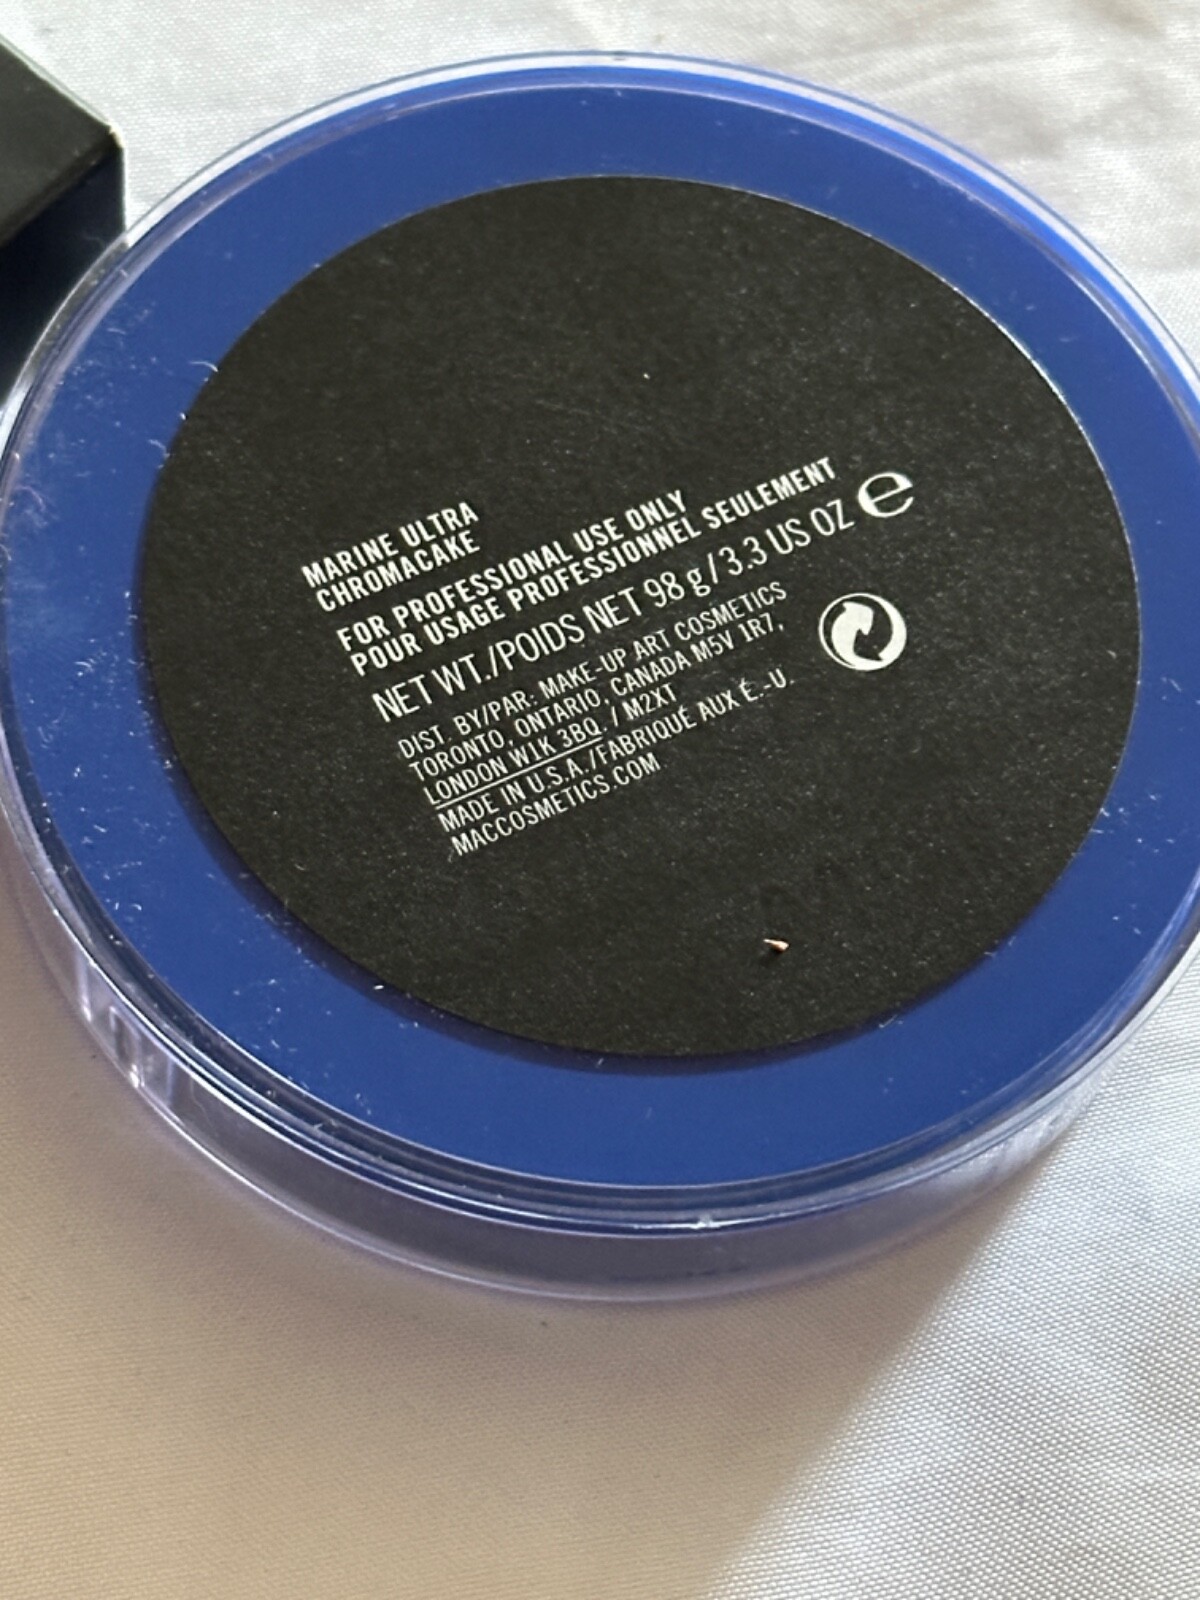 MARINE ULTRA
CHROMACAKE
FOR PROFESSIONAL USE ONLY
POUR USAGE PROFESSIONNEL SEULEMENT
NET WT./POIDS NET 98 g / 3.3 US OZ e
DIST. BY/PAR: MAKE-UP ART COSMETICS
TORONTO, ONTARIO, CANADA M5V 1R7,
LONDON W1K 3BQ. / M2XT
MADE IN U.S.A./FABRIQUÉ AUX É.-U.
MACCOSMETICS.COM